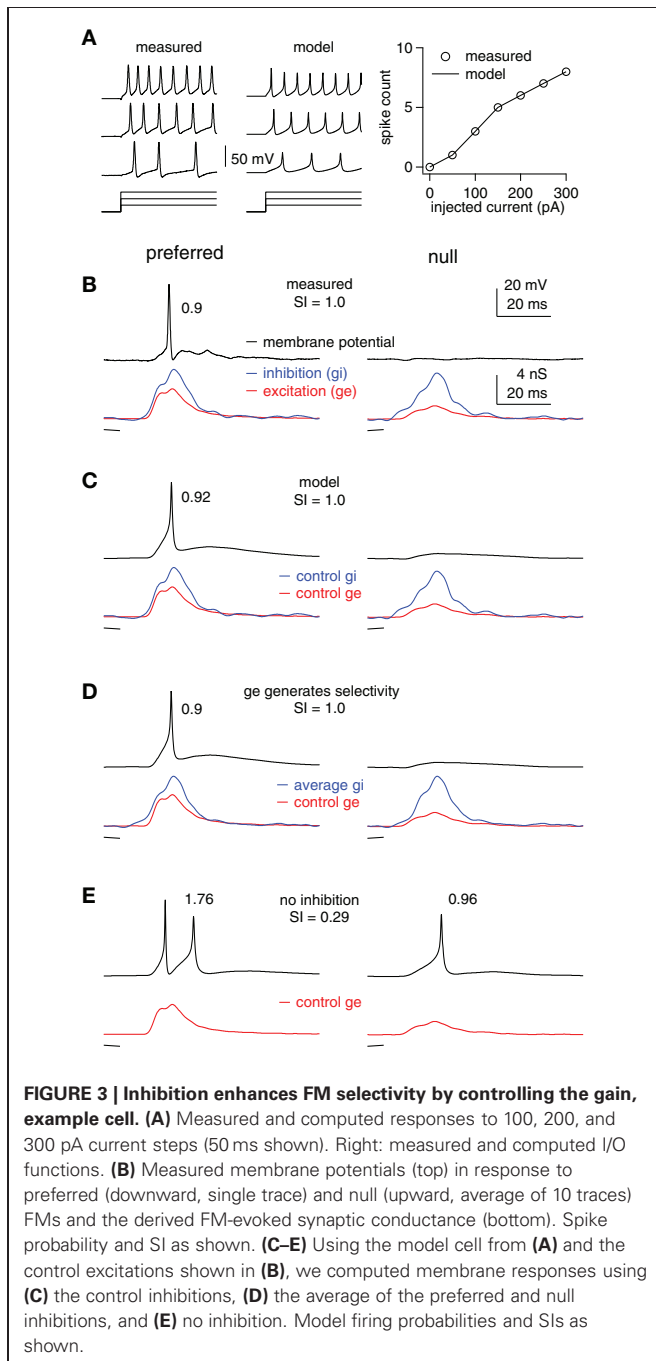 A
measured
model
50 mV
10
5
0
spike count
measured
model
0
100
200
300
injected current (pA)
preferred
null
B
measured
SI = 1.0
0.9
20 mV
20 ms
membrane potential
inhibition (gi)
excitation (ge)
4 nS
20 ms
C
model
SI = 1.0
0.92
control gi
control ge
D
ge generates selectivity
SI = 1.0
0.9
average gi
control ge
E
1.76
no inhibition
SI = 0.29
0.96
control ge
FIGURE 3 | Inhibition enhances FM selectivity by controlling the gain,
example cell. (A) Measured and computed responses to 100, 200, and
300 pA current steps (50 ms shown). Right: measured and computed I/O
functions. (B) Measured membrane potentials (top) in response to
preferred (downward, single trace) and null (upward, average of 10 traces)
FMs and the derived FM-evoked synaptic conductance (bottom). Spike
probability and SI as shown. (C–E) Using the model cell from (A) and the
control excitations shown in (B), we computed membrane responses using
(C) the control inhibitions, (D) the average of the preferred and null
inhibitions, and (E) no inhibition. Model firing probabilities and SIs as
shown.